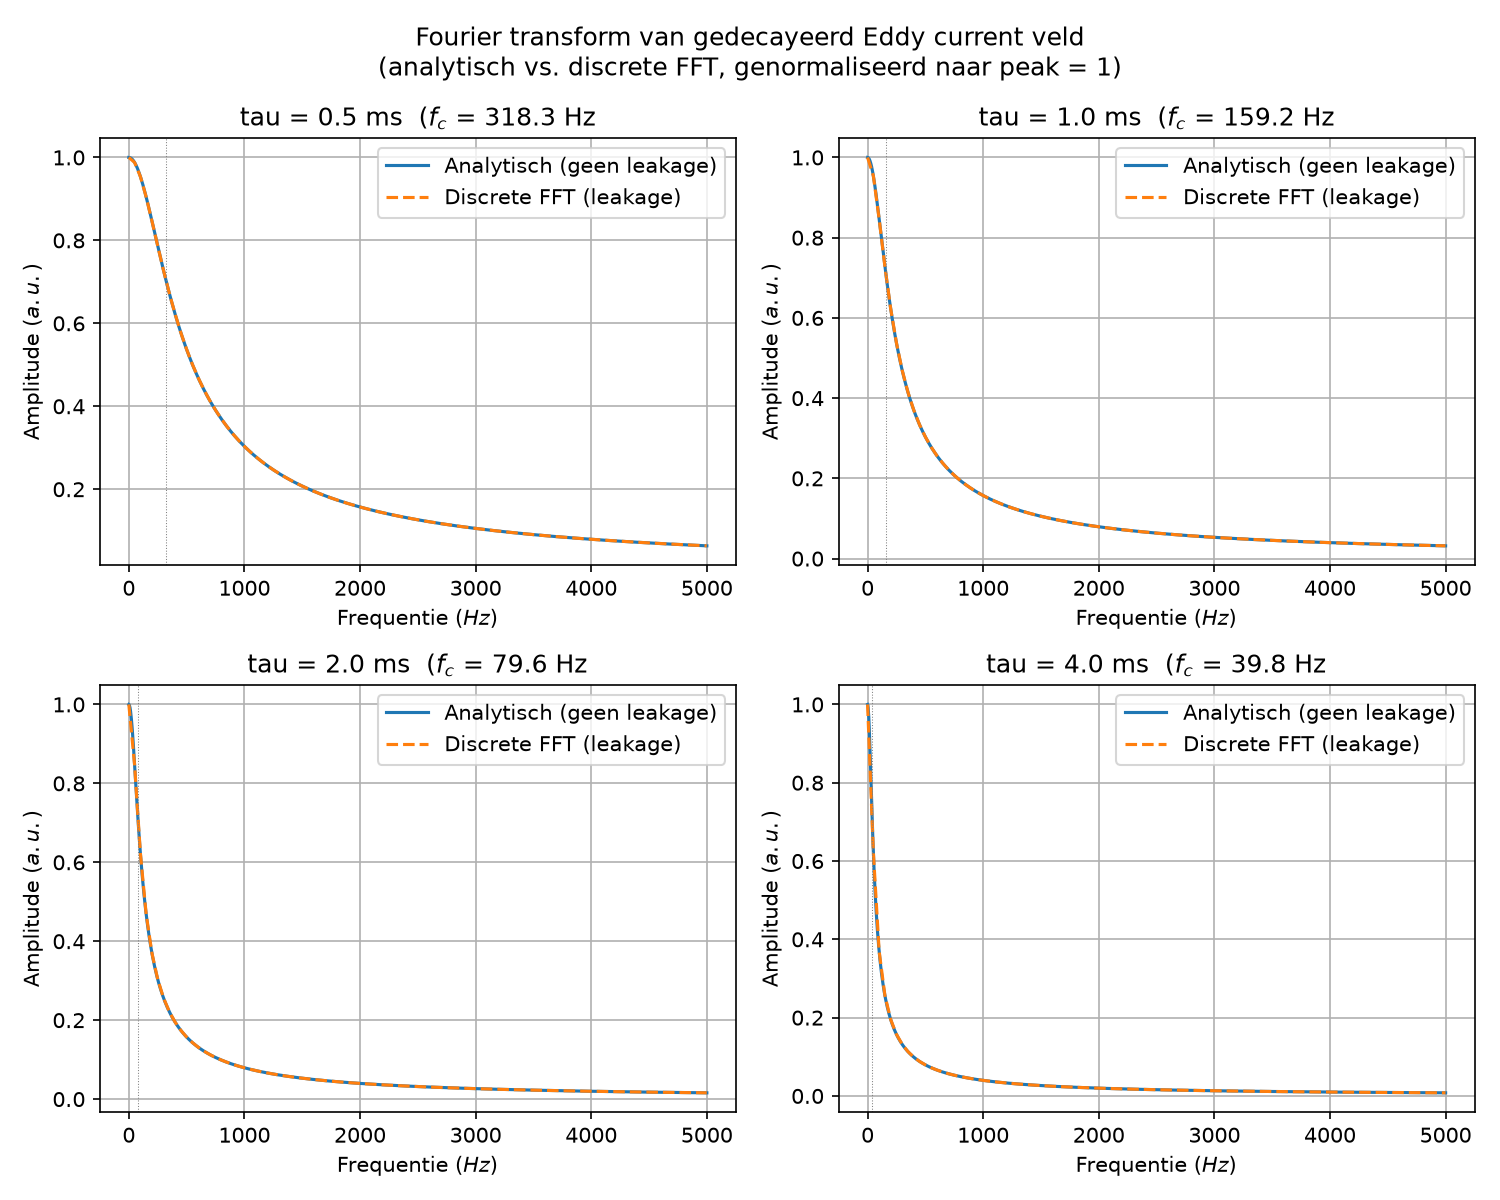 Fourier transform van gedecayeerd Eddy current veld
(analytisch vs. discrete FFT, genormaliseerd naar peak = 1)
tau = 0.5 ms  (f_c = 318.3 Hz
Analytisch (geen leakage)
Discrete FFT (leakage)
1.0
0.8
0.6
0.4
0.2
Amplitude (a.u.)
0 1000 2000 3000 4000 5000
Frequentie (Hz)
tau = 1.0 ms  (f_c = 159.2 Hz
Analytisch (geen leakage)
Discrete FFT (leakage)
1.0
0.8
0.6
0.4
0.2
0.0
Amplitude (a.u.)
0 1000 2000 3000 4000 5000
Frequentie (Hz)
tau = 2.0 ms  (f_c = 79.6 Hz
Analytisch (geen leakage)
Discrete FFT (leakage)
1.0
0.8
0.6
0.4
0.2
0.0
Amplitude (a.u.)
0 1000 2000 3000 4000 5000
Frequentie (Hz)
tau = 4.0 ms  (f_c = 39.8 Hz
Analytisch (geen leakage)
Discrete FFT (leakage)
1.0
0.8
0.6
0.4
0.2
0.0
Amplitude (a.u.)
0 1000 2000 3000 4000 5000
Frequentie (Hz)